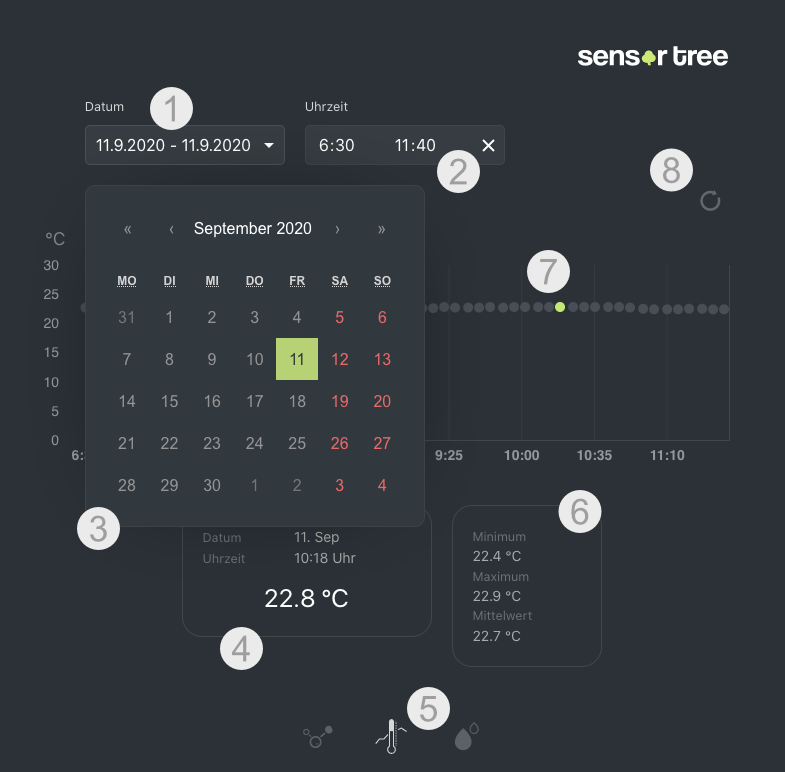 sensor tree
Datum 1 Uhrzeit
11.9.2020 - 11.9.2020 6:30 11:40 ✕
2 8
« ‹ September 2020 › »
°C
MO DI MI DO FR SA SO
7
30
25
20
15
10
5
0
31 1 2 3 4 5 6
7 8 9 10 11 12 13
14 15 16 17 18 19 20
21 22 23 24 25 26 27
28 29 30 1 2 3 4
6: 9:25 10:00 10:35 11:10
3 6
Datum 11. Sep
Uhrzeit 10:18 Uhr
22.8 °C
4
Minimum
22.4 °C
Maximum
22.9 °C
Mittelwert
22.7 °C
5